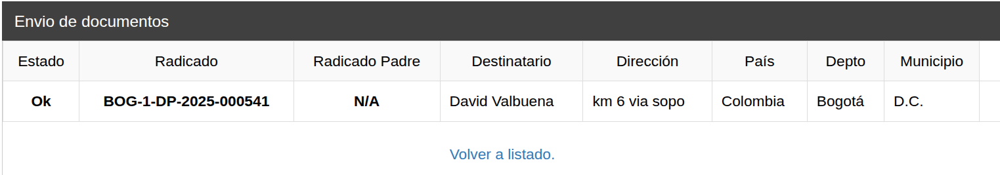 Envio de documentos
Estado Radicado Radicado Padre Destinatario Dirección País Depto Municipio
Ok BOG-1-DP-2025-000541 N/A David Valbuena km 6 via sopo Colombia Bogotá D.C.
Volver a listado.